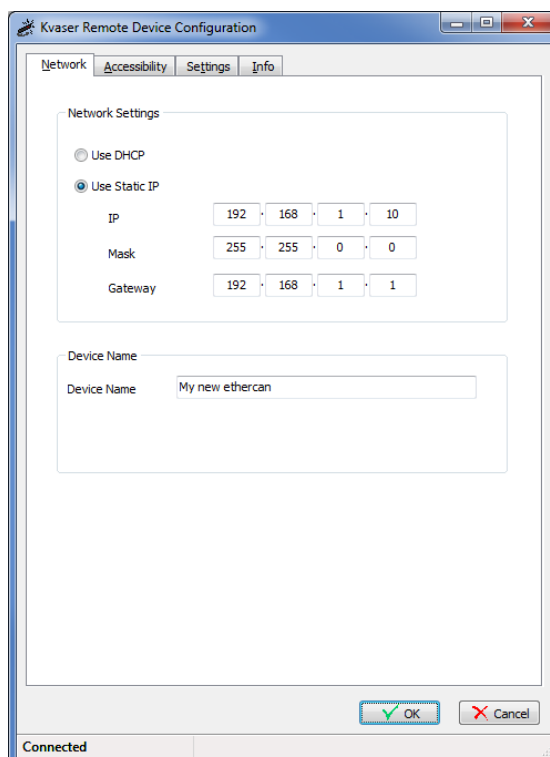 Kvaser Remote Device Configuration
Network Accessibility Settings Info
Network Settings
Use DHCP
Use Static IP
IP 192 . 168 . 1 . 10
Mask 255 . 255 . 0 . 0
Gateway 192 . 168 . 1 . 1
Device Name
Device Name My new ethercan
OK Cancel
Connected